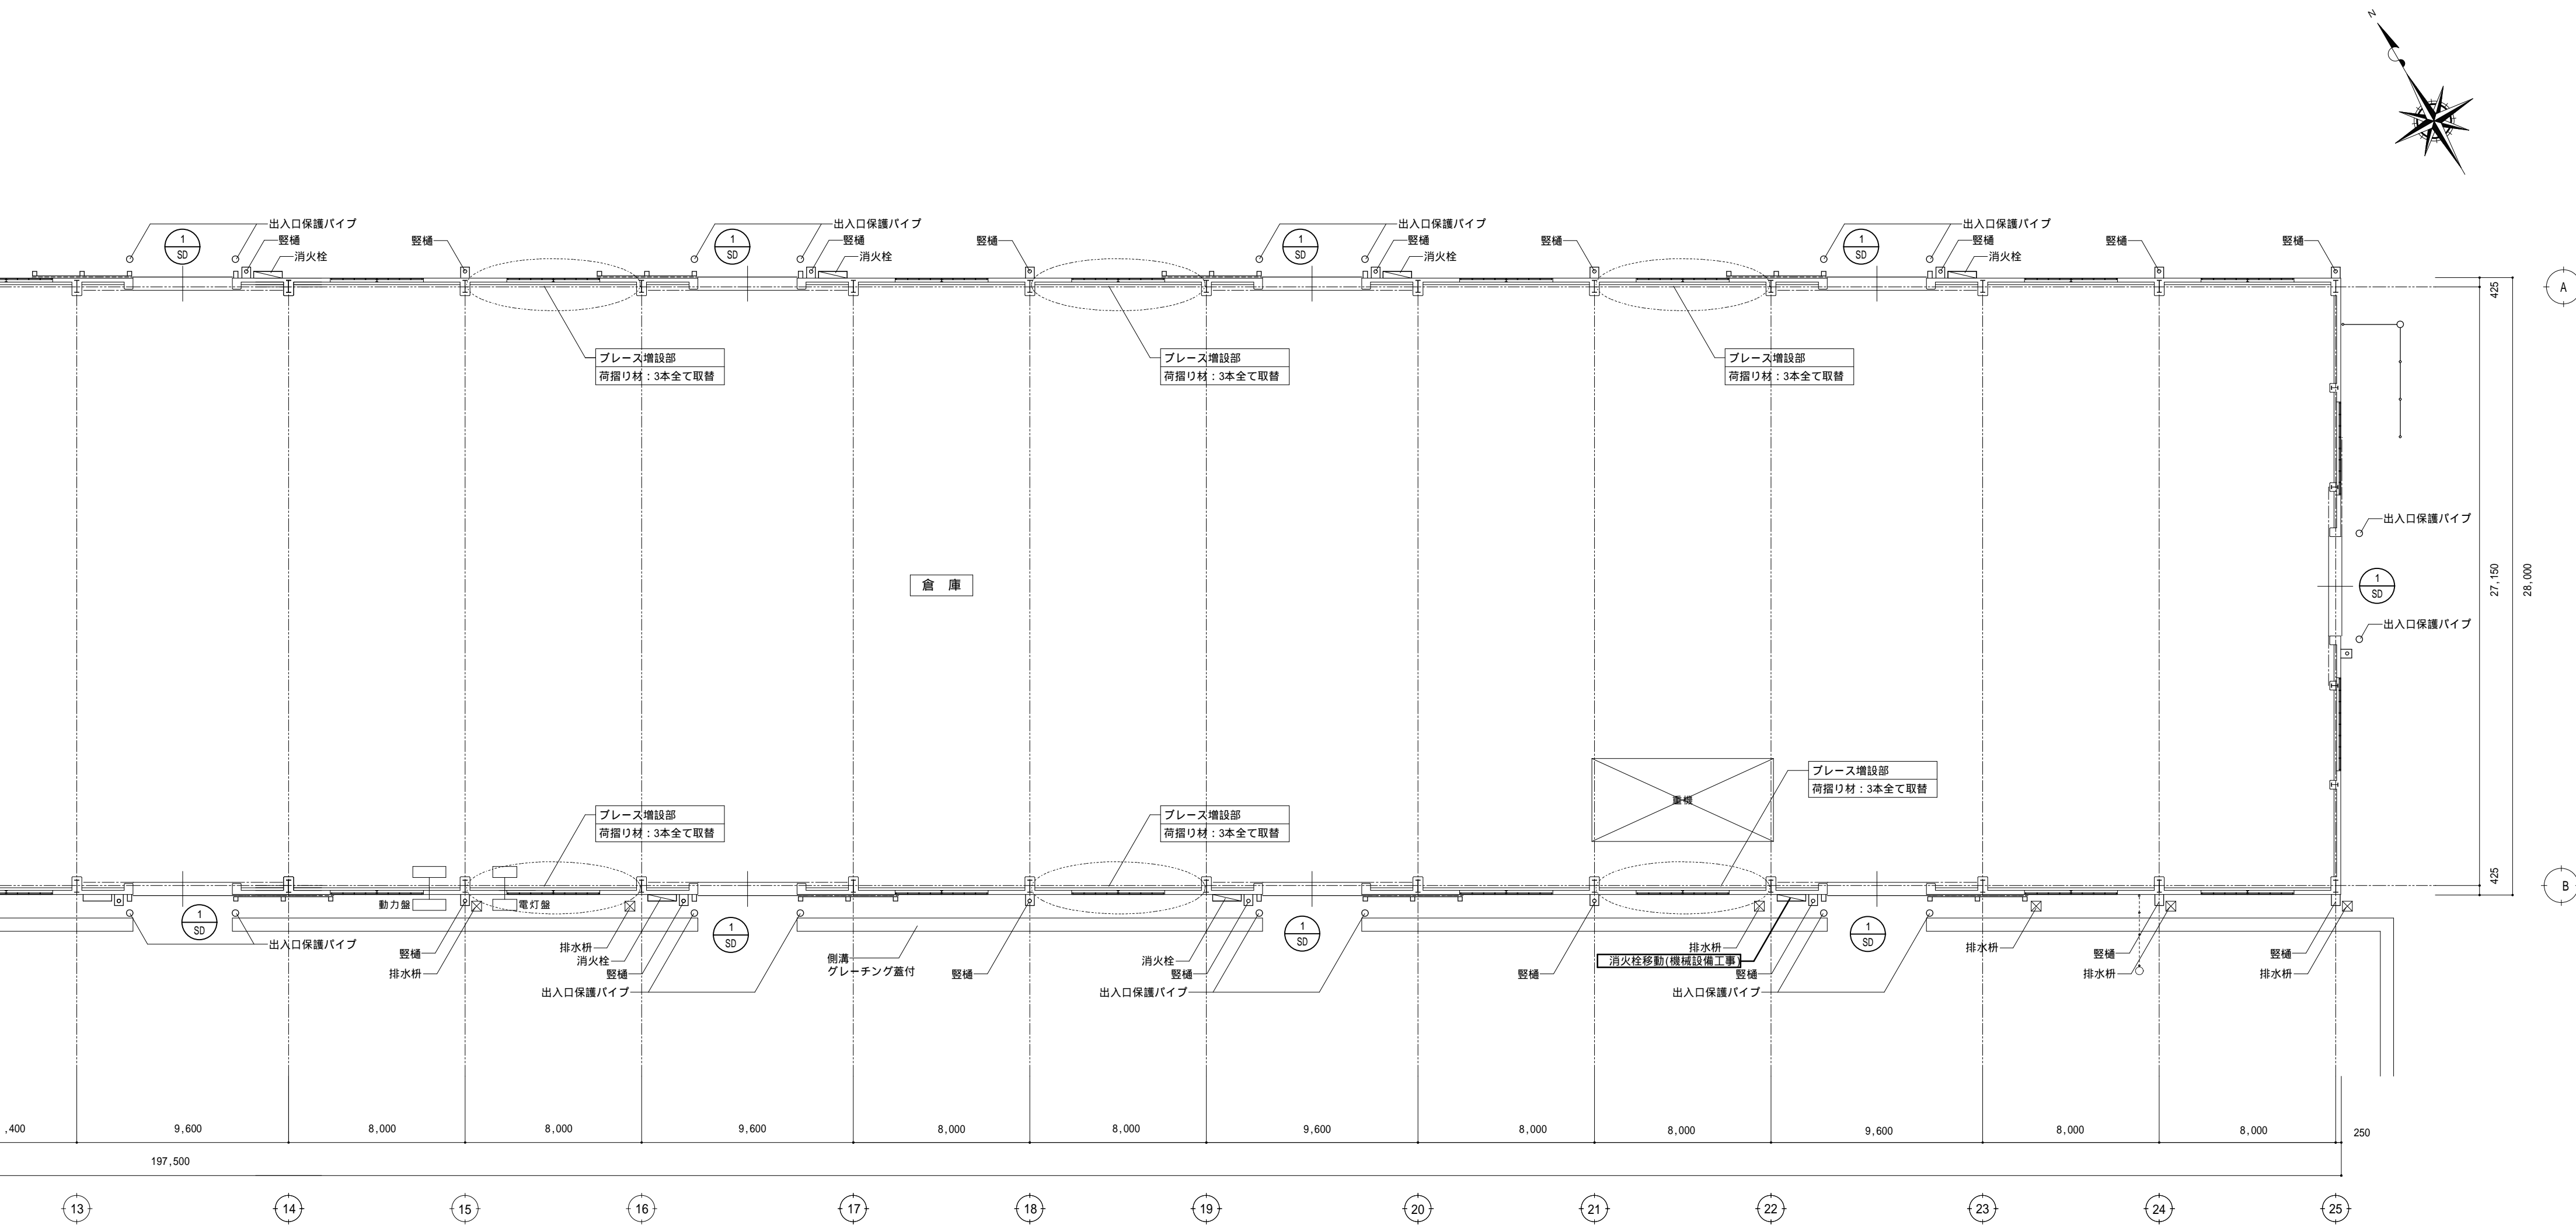 N
出入口保護パイプ
1
SD
竪樋
消火栓
竪樋
出入口保護パイプ
1
SD
竪樋
消火栓
竪樋
出入口保護パイプ
1
SD
竪樋
消火栓
竪樋
出入口保護パイプ
1
SD
竪樋
消火栓
竪樋
竪樋
A
425
ブレース増設部
荷摺り材：3本全て取替
ブレース増設部
荷摺り材：3本全て取替
ブレース増設部
荷摺り材：3本全て取替
出入口保護パイプ
倉　庫
1
SD
27,150
28,000
出入口保護パイプ
重機
ブレース増設部
荷摺り材：3本全て取替
ブレース増設部
荷摺り材：3本全て取替
ブレース増設部
荷摺り材：3本全て取替
425
B
動力盤
電灯盤
1
SD
1
SD
1
SD
1
SD
出入口保護パイプ
竪樋
排水枡
排水枡
消火栓
竪樋
出入口保護パイプ
側溝
グレーチング蓋付
竪樋
消火栓
竪樋
出入口保護パイプ
竪樋
排水枡
消火栓移動(機械設備工事)
竪樋
出入口保護パイプ
排水枡
竪樋
排水枡
竪樋
排水枡
,400
9,600
8,000
8,000
9,600
8,000
8,000
9,600
8,000
8,000
9,600
8,000
8,000
250
197,500
13
14
15
16
17
18
19
20
21
22
23
24
25